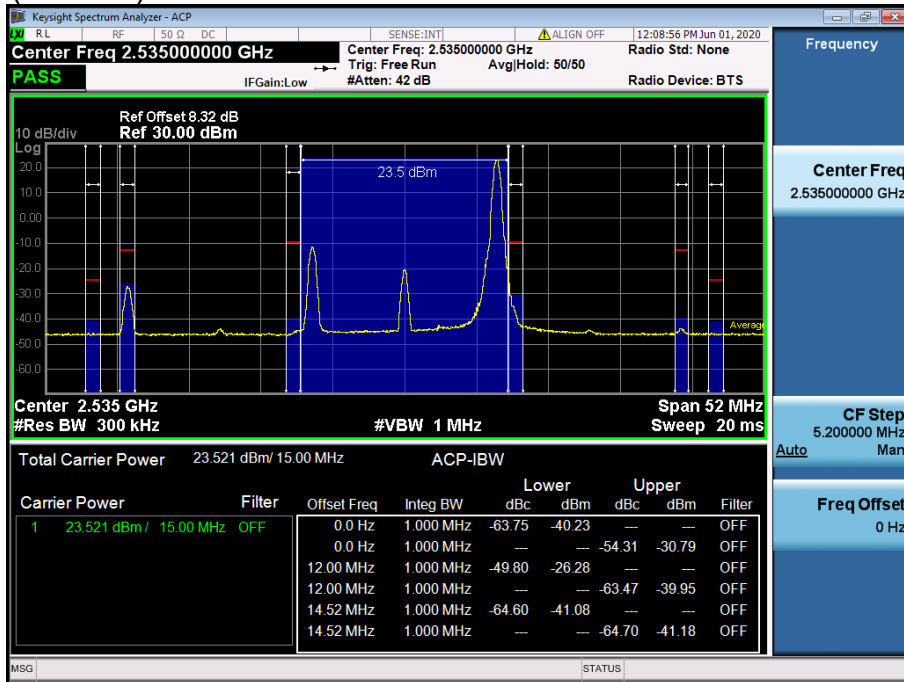 Keysight Spectrum Analyzer - ACP
LXI RL RF 50 Ω DC SENSE:INT ALIGN OFF 12:08:56 PM Jun 01, 2020
Center Freq 2.535000000 GHz
Center Freq: 2.535000000 GHz
Radio Std: None
Trig: Free Run Avg|Hold: 50/50
PASS
IFGain:Low
#Atten: 42 dB
Radio Device: BTS
Ref Offset 8.32 dB
10 dB/div Ref 30.00 dBm
Log
20.0
10.0
0.00
-10.0
-20.0
-30.0
-40.0
-50.0
-60.0
23.5 dBm
Average
Center 2.535 GHz Span 52 MHz
#Res BW 300 kHz #VBW 1 MHz Sweep 20 ms
Total Carrier Power 23.521 dBm/ 15.00 MHz ACP-IBW
Lower Upper
Carrier Power Filter Offset Freq Integ BW dBc dBm dBc dBm Filter
1 23.521 dBm / 15.00 MHz OFF
0.0 Hz 1.000 MHz -63.75 -40.23 --- --- OFF
0.0 Hz 1.000 MHz --- --- -54.31 -30.79 OFF
12.00 MHz 1.000 MHz -49.80 -26.28 --- --- OFF
12.00 MHz 1.000 MHz --- --- -63.47 -39.95 OFF
14.52 MHz 1.000 MHz -64.60 -41.08 --- --- OFF
14.52 MHz 1.000 MHz --- --- -64.70 -41.18 OFF
MSG STATUS
Frequency
Center Freq
2.535000000 GHz
CF Step
5.200000 MHz
Auto Man
Freq Offset
0 Hz